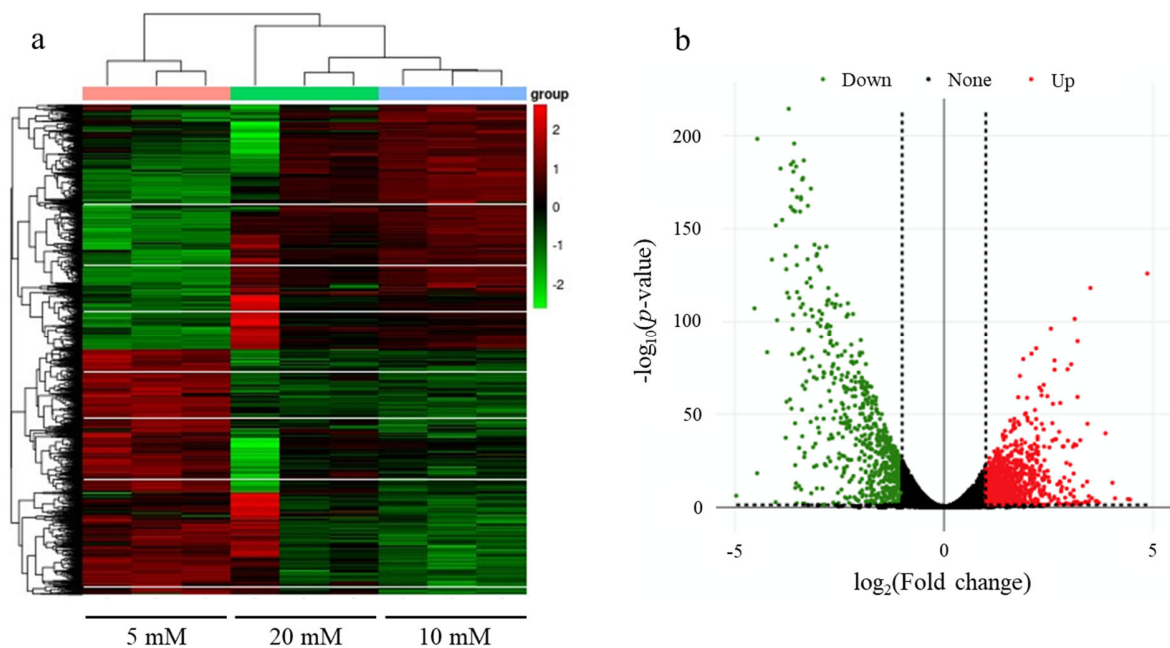 a
group
2
1
0
-1
-2
5 mM
20 mM
10 mM
b
Down
None
Up
200
150
100
50
0
-log₁₀(p-value)
-5
0
5
log₂(Fold change)